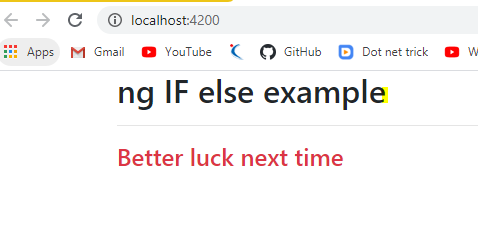 localhost:4200
Apps Gmail YouTube GitHub Dot net trick
ng IF else example
Better luck next time